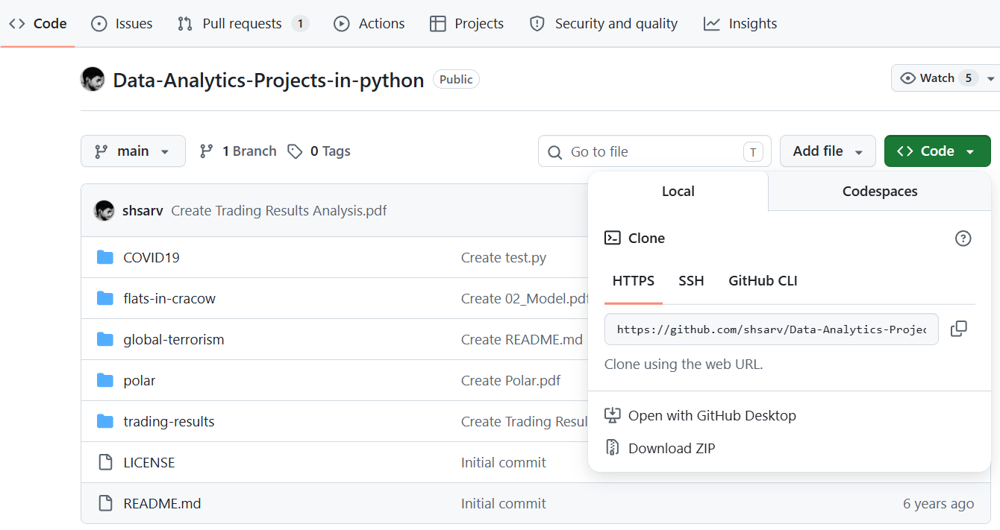 Code Issues Pull requests 1 Actions Projects Security and quality Insights
Data-Analytics-Projects-in-python Public Watch 5
main 1 Branch 0 Tags Go to file T Add file Code
shsarv Create Trading Results Analysis.pdf
COVID19 Create test.py
flats-in-cracow Create 02_Model.pdf
global-terrorism Create README.md
polar Create Polar.pdf
trading-results Create Trading Resul
LICENSE Initial commit
README.md Initial commit 6 years ago
Local Codespaces
Clone
HTTPS SSH GitHub CLI
https://github.com/shsarv/Data-Analytics-Projec
Clone using the web URL.
Open with GitHub Desktop
Download ZIP